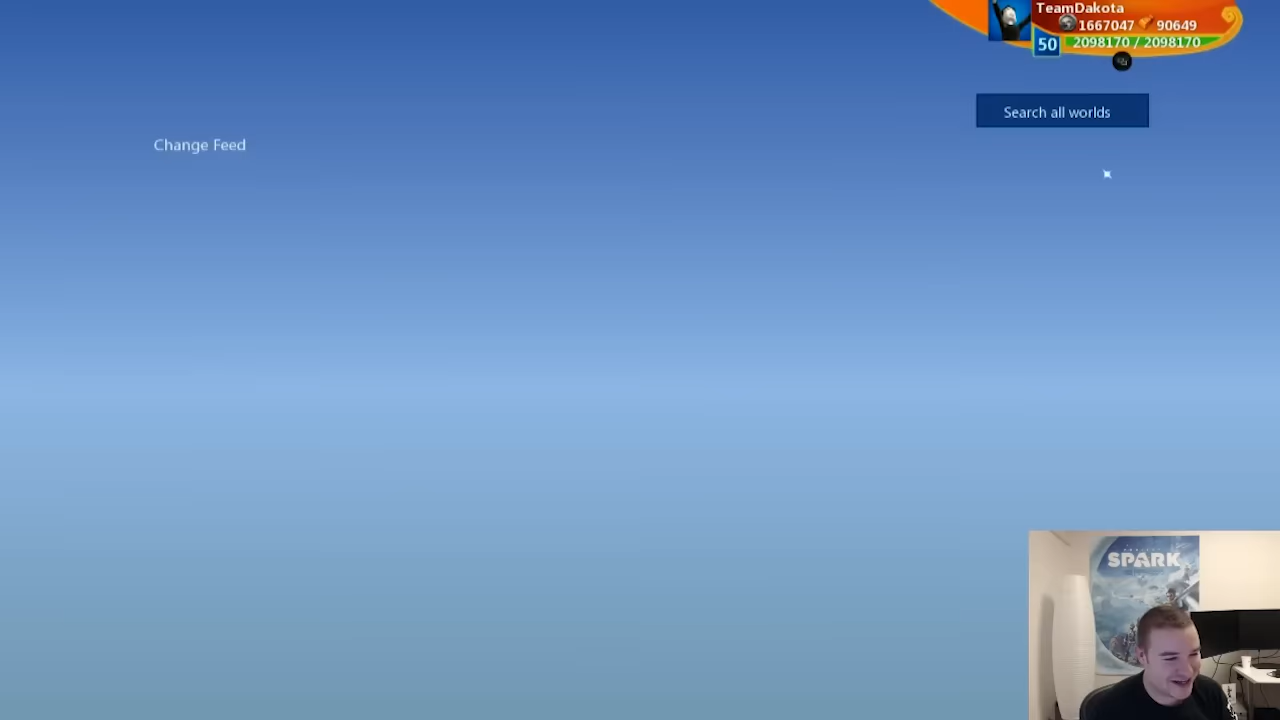 TeamDakota
1667047 90649
50 2098170 / 2098170
Search all worlds
Change Feed
SPARK